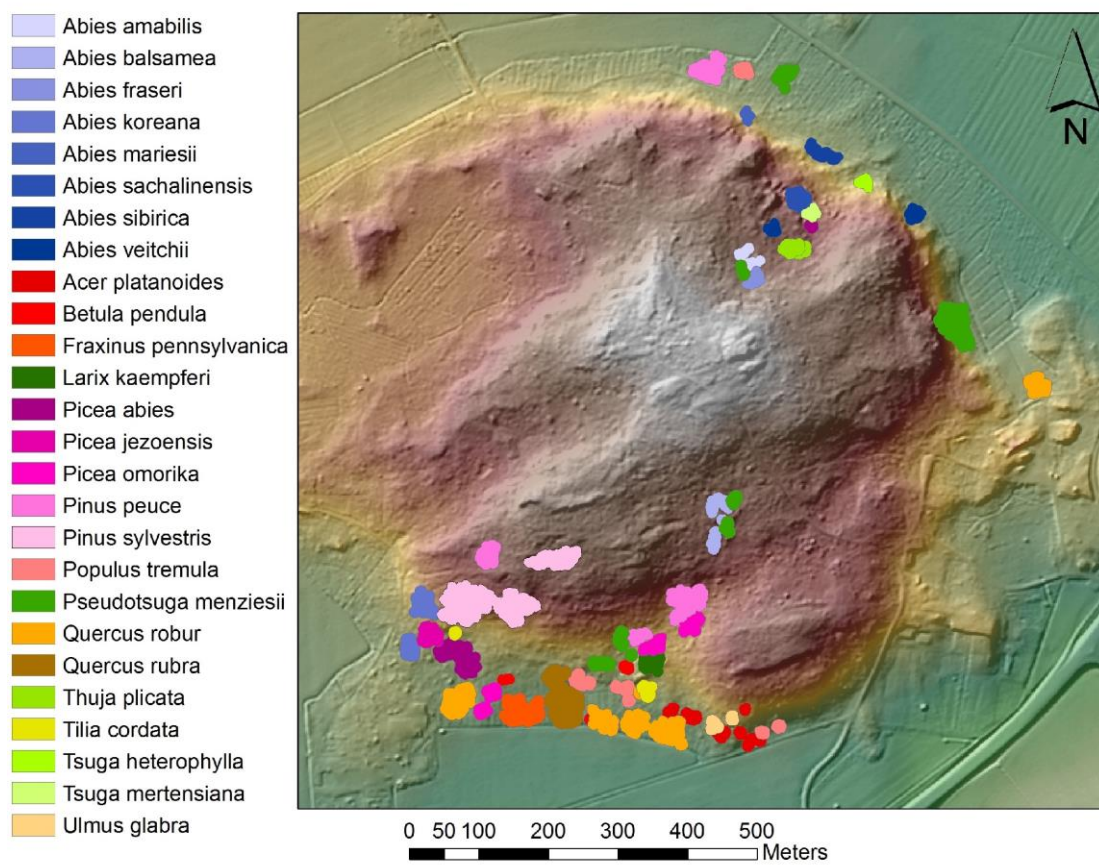 Abies amabilis
Abies balsamea
Abies fraseri
Abies koreana
Abies mariesii
Abies sachalinensis
Abies sibirica
Abies veitchii
Acer platanoides
Betula pendula
Fraxinus pennsylvanica
Larix kaempferi
Picea abies
Picea jezoensis
Picea omorika
Pinus peuce
Pinus sylvestris
Populus tremula
Pseudotsuga menziesii
Quercus robur
Quercus rubra
Thuja plicata
Tilia cordata
Tsuga heterophylla
Tsuga mertensiana
Ulmus glabra
N
0 50 100 200 300 400 500
Meters